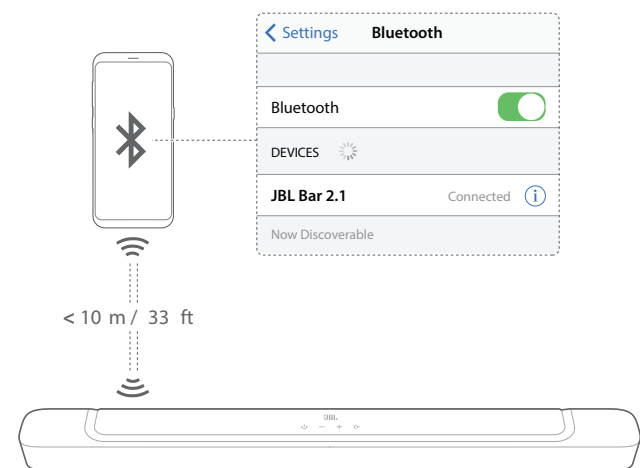 Settings Bluetooth
Bluetooth
DEVICES
JBL Bar 2.1 Connected i
Now Discoverable
< 10 m / 33 ft
JBL